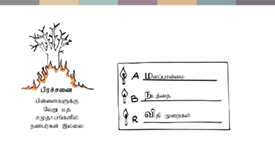 பிரச்சனை
பிள்ளைகளுக்கு
வேறு மத
சமுதாயங்களில்
நண்பர்கள் இல்லை
A மனப்பான்மை
B நடத்தை
R விதி முறைகள்